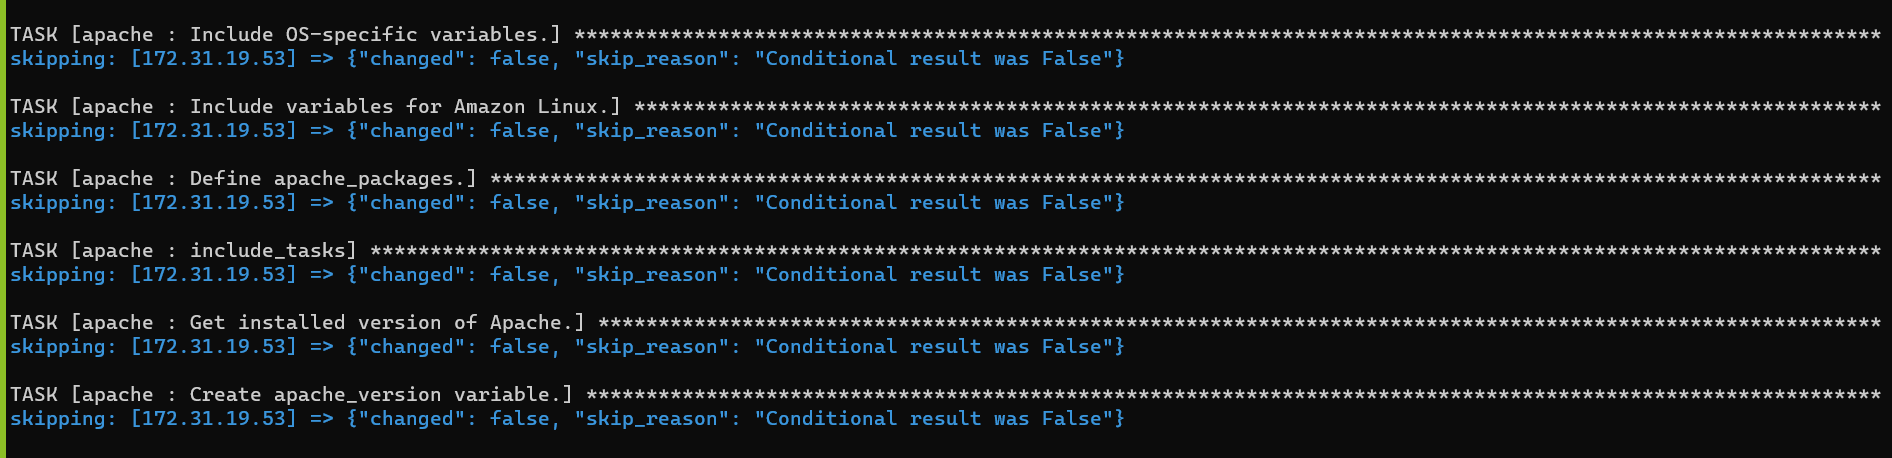 TASK [apache : Include OS-specific variables.] *************************************************************************************************************
skipping: [172.31.19.53] => {"changed": false, "skip_reason": "Conditional result was False"}
TASK [apache : Include variables for Amazon Linux.] ********************************************************************************************************
skipping: [172.31.19.53] => {"changed": false, "skip_reason": "Conditional result was False"}
TASK [apache : Define apache_packages.] ********************************************************************************************************************
skipping: [172.31.19.53] => {"changed": false, "skip_reason": "Conditional result was False"}
TASK [apache : include_tasks] ******************************************************************************************************************************
skipping: [172.31.19.53] => {"changed": false, "skip_reason": "Conditional result was False"}
TASK [apache : Get installed version of Apache.] ***********************************************************************************************************
skipping: [172.31.19.53] => {"changed": false, "skip_reason": "Conditional result was False"}
TASK [apache : Create apache_version variable.] ************************************************************************************************************
skipping: [172.31.19.53] => {"changed": false, "skip_reason": "Conditional result was False"}